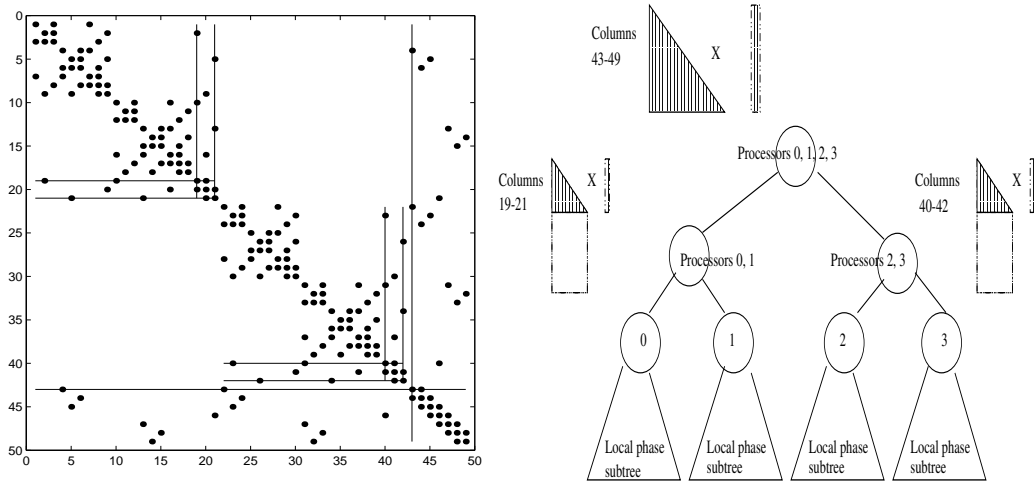 0
5
10
15
20
25
30
35
40
45
50
0 5 10 15 20 25 30 35 40 45 50
Columns
43-49
X
Processors 0, 1, 2, 3
Columns
19-21
X
Columns
40-42
X
Processors 0, 1
Processors 2, 3
0
1
2
3
Local phase
subtree
Local phase
subtree
Local phase
subtree
Local phase
subtree